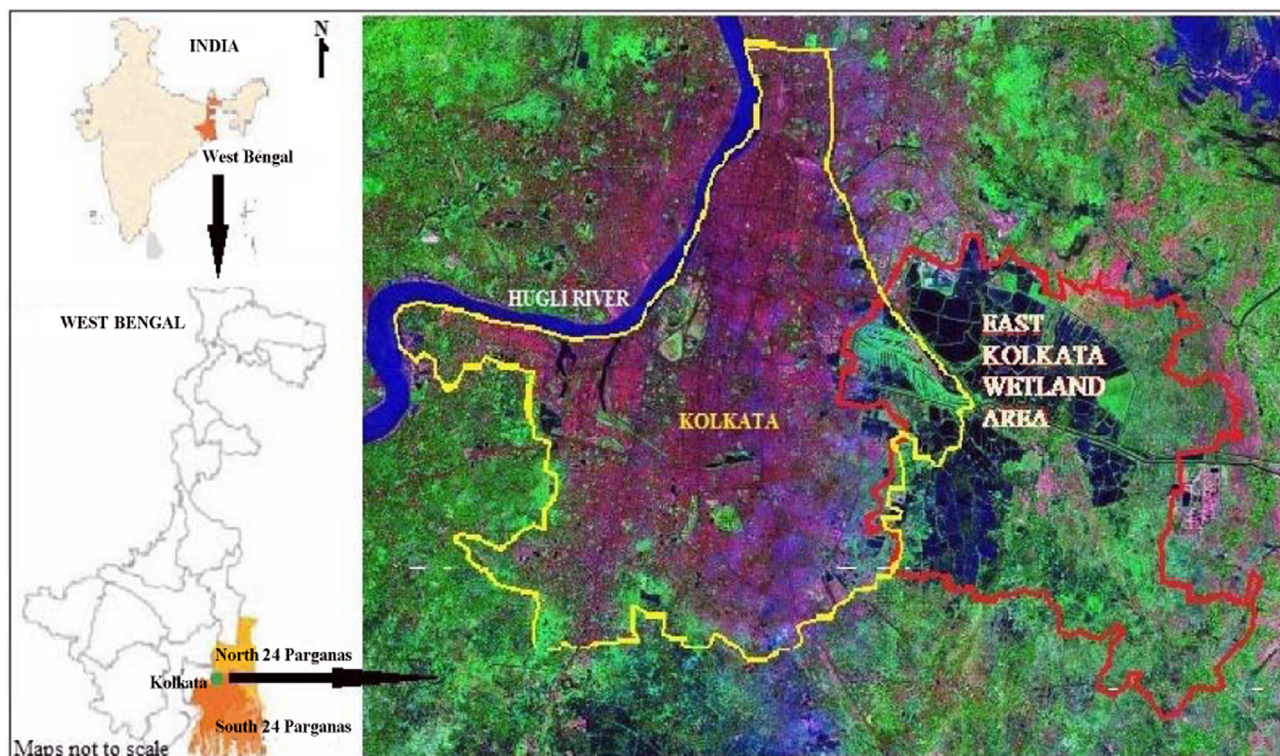 INDIA
N
West Bengal
WEST BENGAL
North 24 Parganas
Kolkata
South 24 Parganas
Maps not to scale
HUGLI RIVER
KOLKATA
EAST
KOLKATA
WETLAND
AREA